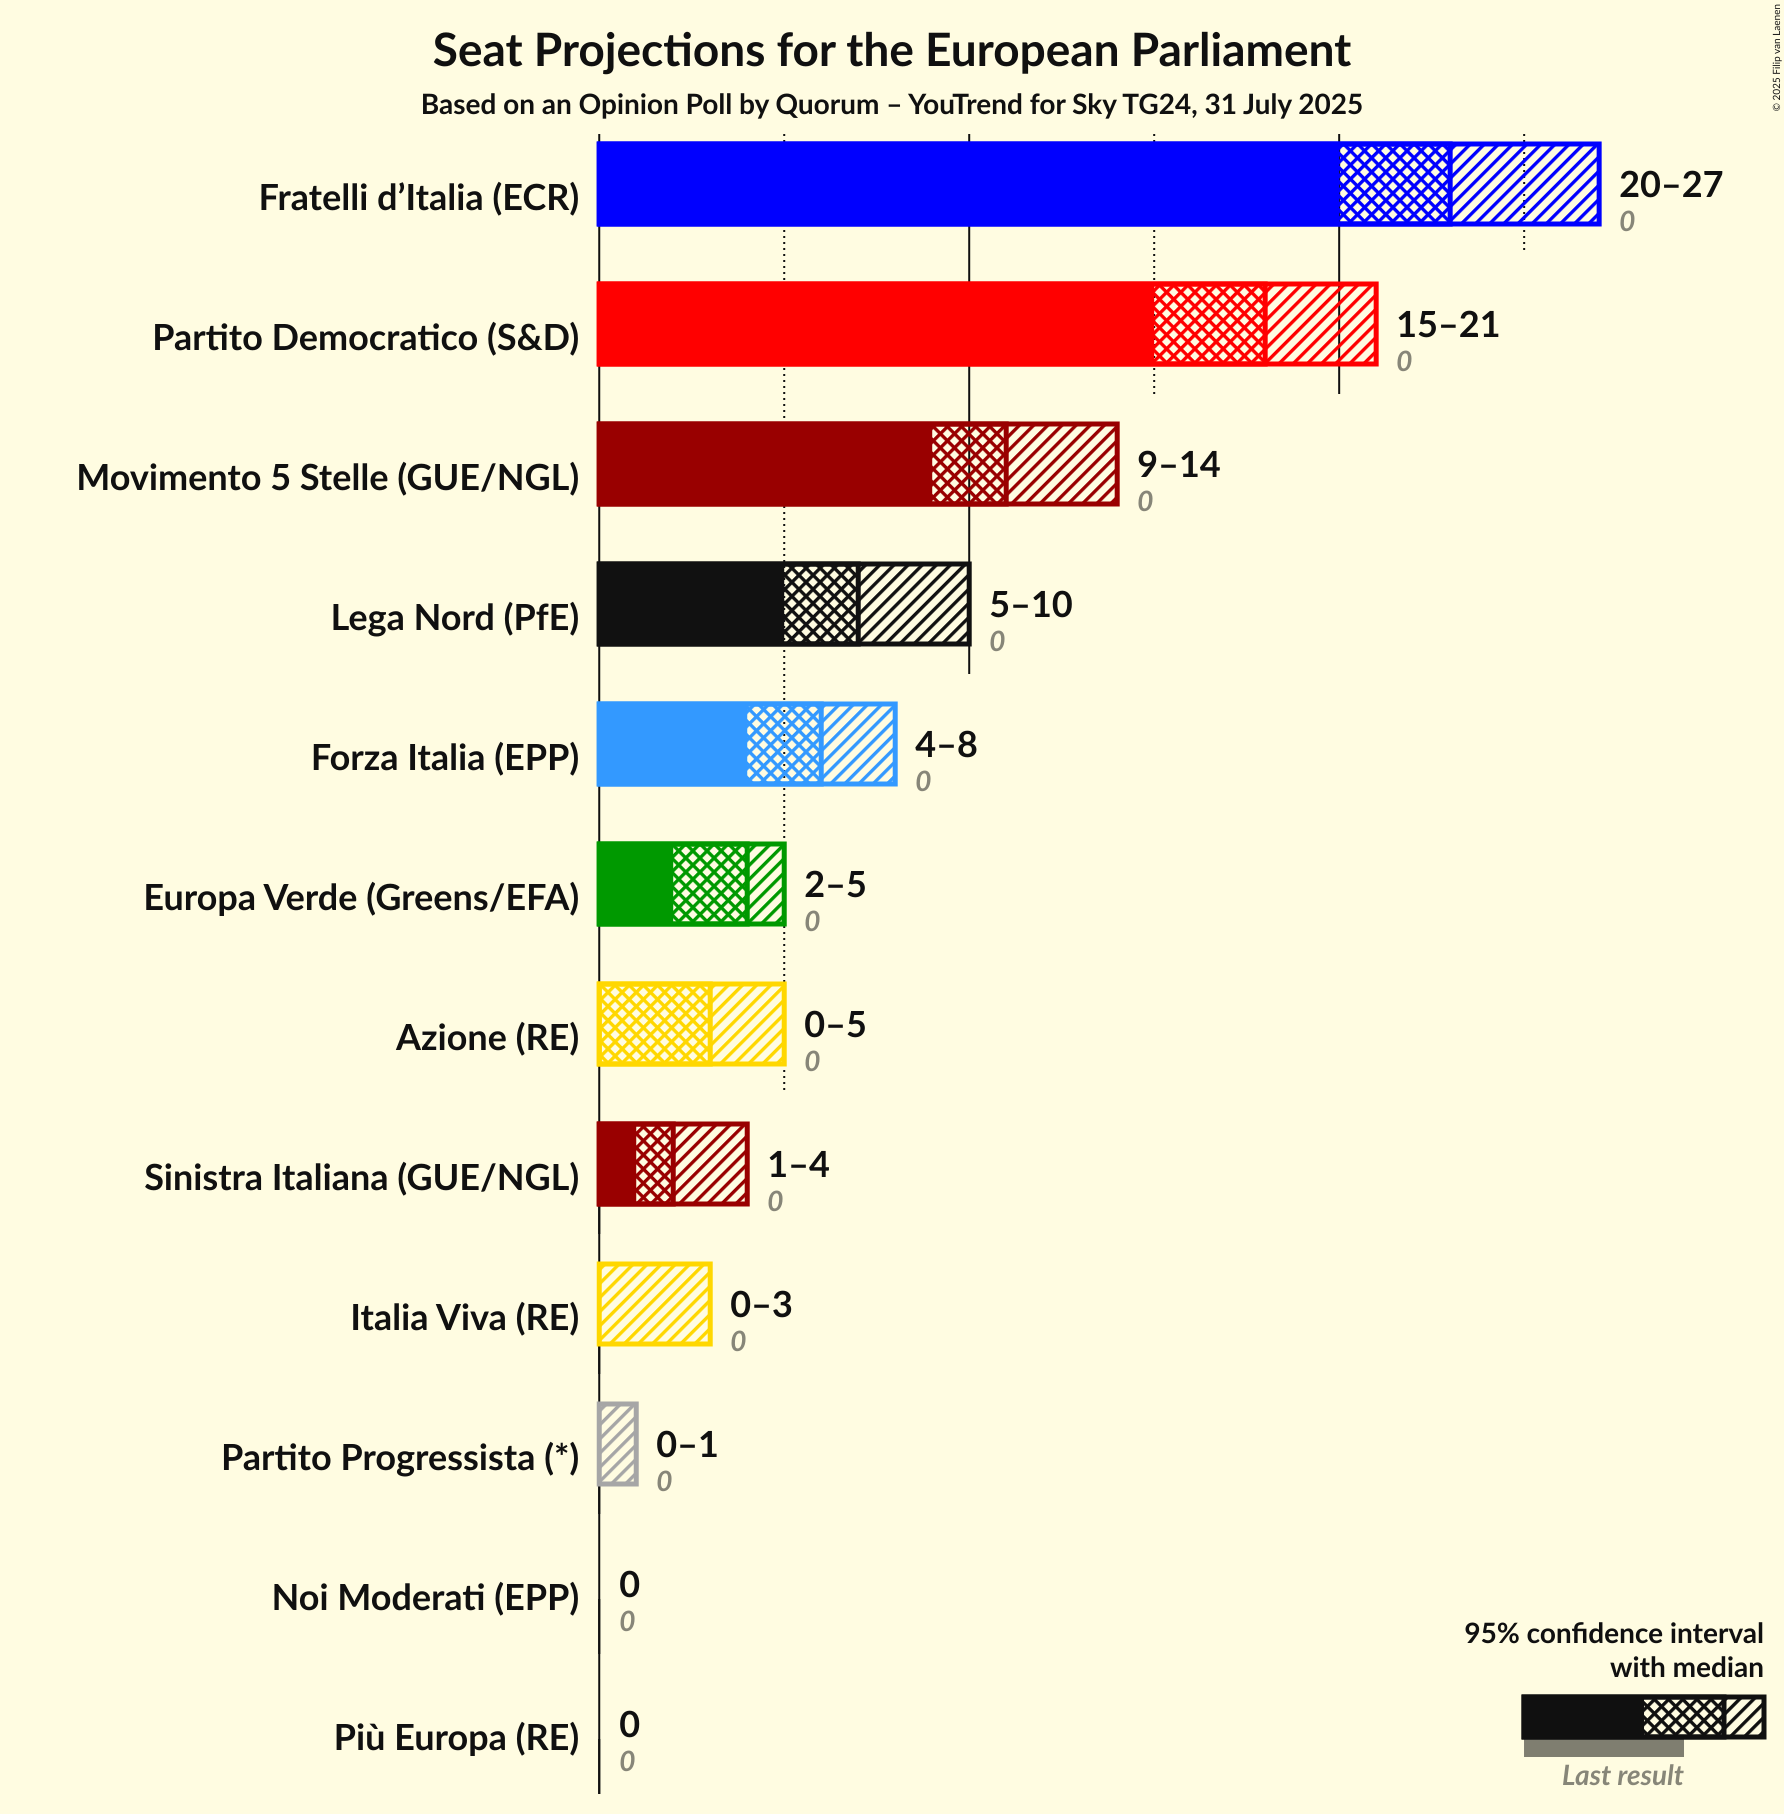 Seat Projections for the European Parliament
Based on an Opinion Poll by Quorum – YouTrend for Sky TG24, 31 July 2025
© 2025 Filip van Laenen
Fratelli d’Italia (ECR)
20–27
0
Partito Democratico (S&D)
15–21
0
Movimento 5 Stelle (GUE/NGL)
9–14
0
Lega Nord (PfE)
5–10
0
Forza Italia (EPP)
4–8
0
Europa Verde (Greens/EFA)
2–5
0
Azione (RE)
0–5
0
Sinistra Italiana (GUE/NGL)
1–4
0
Italia Viva (RE)
0–3
0
Partito Progressista (*)
0–1
0
Noi Moderati (EPP)
0
0
Più Europa (RE)
0
0
95% confidence interval
with median
Last result